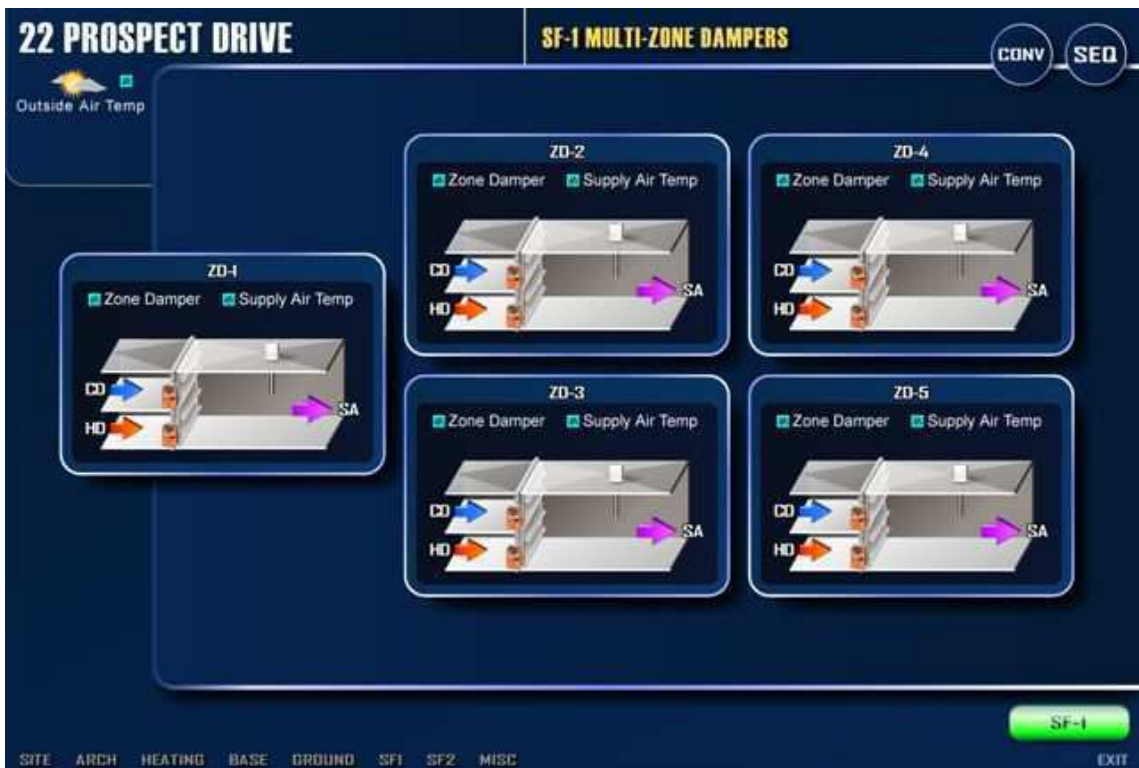 22 PROSPECT DRIVE
SF-1 MULTI-ZONE DAMPERS
CONV
SEQ
Outside Air Temp
ZD-1
Zone Damper Supply Air Temp
CD
HD
SA
ZD-2
Zone Damper Supply Air Temp
CD
HD
SA
ZD-3
Zone Damper Supply Air Temp
CD
HD
SA
ZD-4
Zone Damper Supply Air Temp
CD
HD
SA
ZD-5
Zone Damper Supply Air Temp
CD
HD
SA
SF-1
SITE ARCH HEATING BASE GROUND SF1 SF2 MISC
EXIT